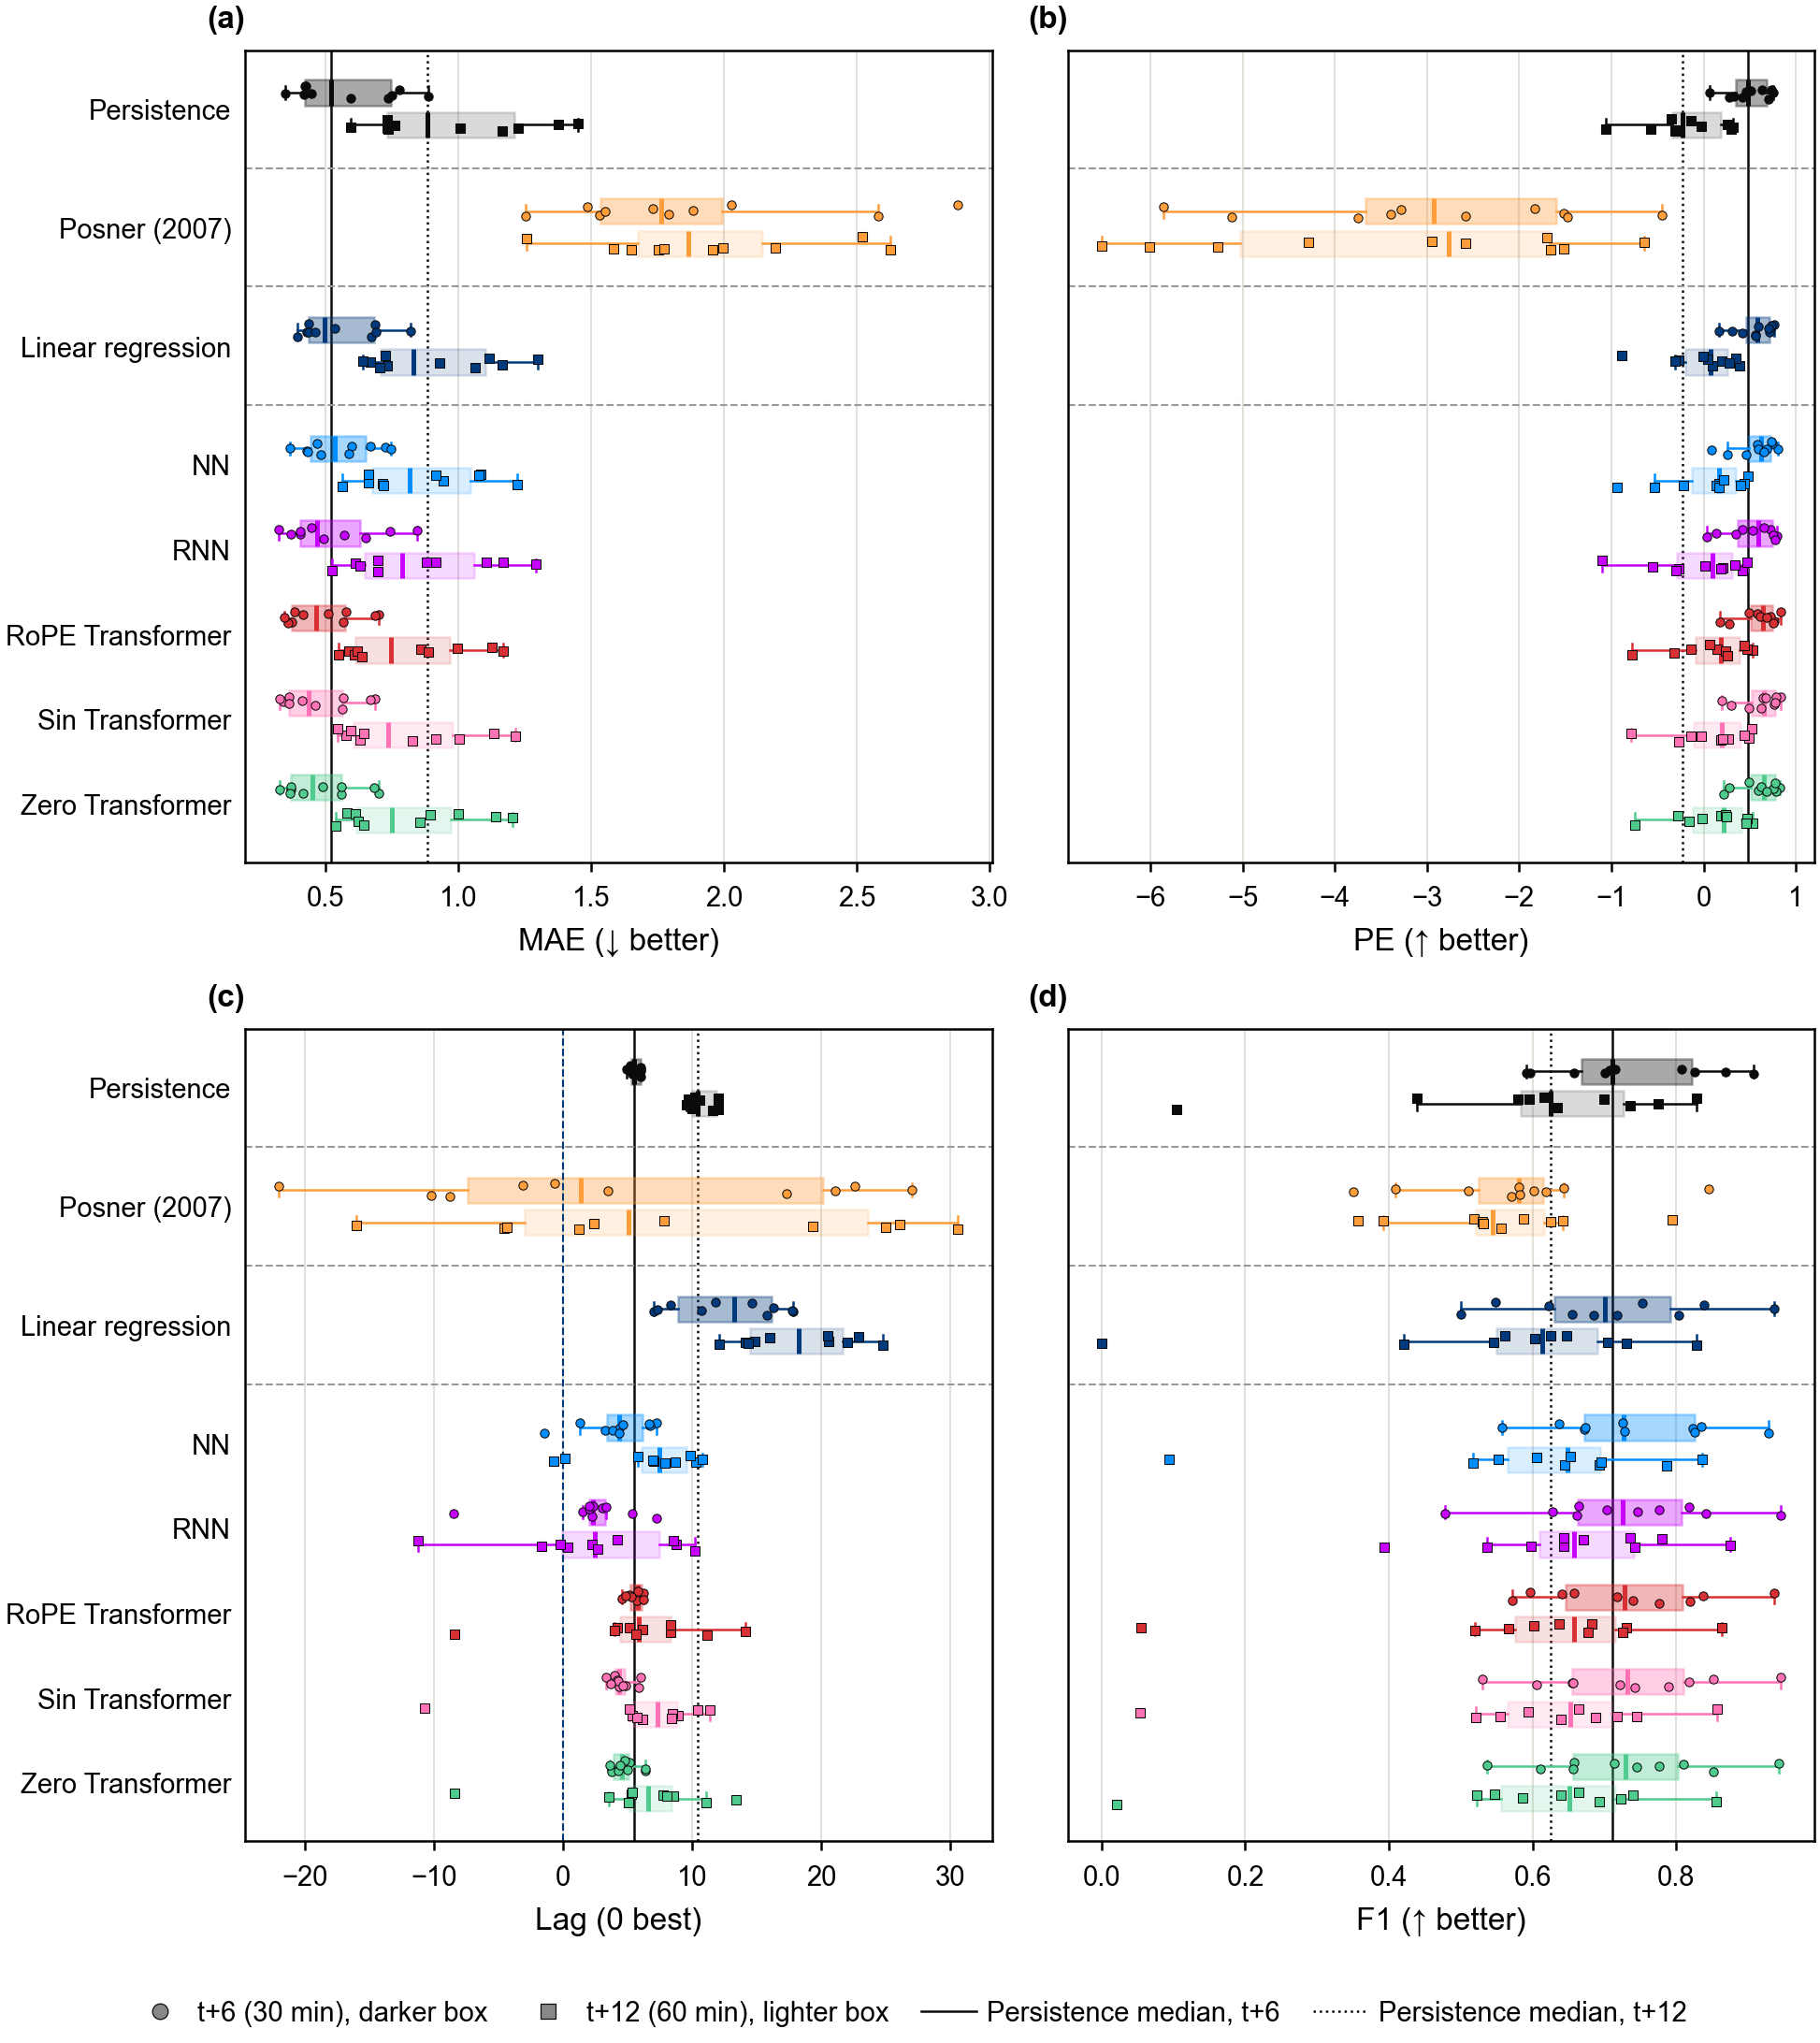 (a)
(b)
Persistence
Posner (2007)
Linear regression
NN
RNN
RoPE Transformer
Sin Transformer
Zero Transformer
0.5 1.0 1.5 2.0 2.5 3.0
MAE (↓ better)
−6 −5 −4 −3 −2 −1 0 1
PE (↑ better)
(c)
(d)
Persistence
Posner (2007)
Linear regression
NN
RNN
RoPE Transformer
Sin Transformer
Zero Transformer
−20 −10 0 10 20 30
Lag (0 best)
0.0 0.2 0.4 0.6 0.8
F1 (↑ better)
t+6 (30 min), darker box t+12 (60 min), lighter box Persistence median, t+6 Persistence median, t+12